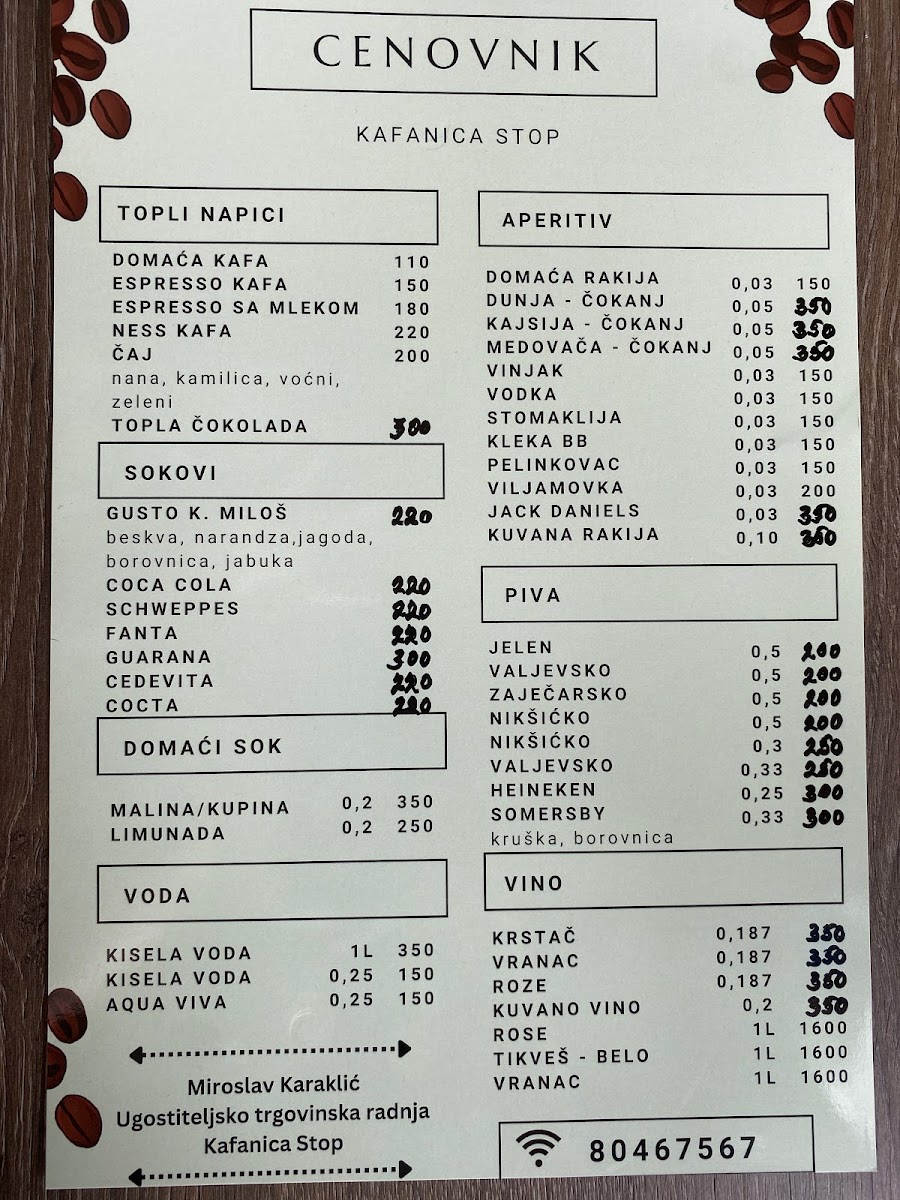 CENOVNIK
KAFANICA STOP
TOPLI NAPICI
DOMAĆA KAFA 110
ESPRESSO KAFA 150
ESPRESSO SA MLEKOM 180
NESS KAFA 220
ČAJ 200
nana, kamilica, voćni,
zeleni
TOPLA ČOKOLADA 300
SOKOVI
GUSTO K. MILOŠ 220
beskva, narandza,jagoda,
borovnica, jabuka
COCA COLA 220
SCHWEPPES 220
FANTA 220
GUARANA 300
CEDEVITA 220
COCTA 220
DOMAĆI SOK
MALINA/KUPINA 0,2 350
LIMUNADA 0,2 250
VODA
KISELA VODA 1L 350
KISELA VODA 0,25 150
AQUA VIVA 0,25 150
Miroslav Karaklić
Ugostiteljsko trgovinska radnja
Kafanica Stop
APERITIV
DOMAĆA RAKIJA 0,03 150
DUNJA - ČOKANJ 0,05 350
KAJSIJA - ČOKANJ 0,05 350
MEDOVAČA - ČOKANJ 0,05 350
VINJAK 0,03 150
VODKA 0,03 150
STOMAKLIJA 0,03 150
KLEKA BB 0,03 150
PELINKOVAC 0,03 150
VILJAMOVKA 0,03 200
JACK DANIELS 0,03 350
KUVANA RAKIJA 0,10 350
PIVA
JELEN 0,5 200
VALJEVSKO 0,5 200
ZAJEČARSKO 0,5 200
NIKŠIĆKO 0,5 200
NIKŠIĆKO 0,3 250
VALJEVSKO 0,33 250
HEINEKEN 0,25 300
SOMERSBY 0,33 300
kruška, borovnica
VINO
KRSTAČ 0,187 350
VRANAC 0,187 350
ROZE 0,187 350
KUVANO VINO 0,2 350
ROSE 1L 1600
TIKVEŠ - BELO 1L 1600
VRANAC 1L 1600
80467567